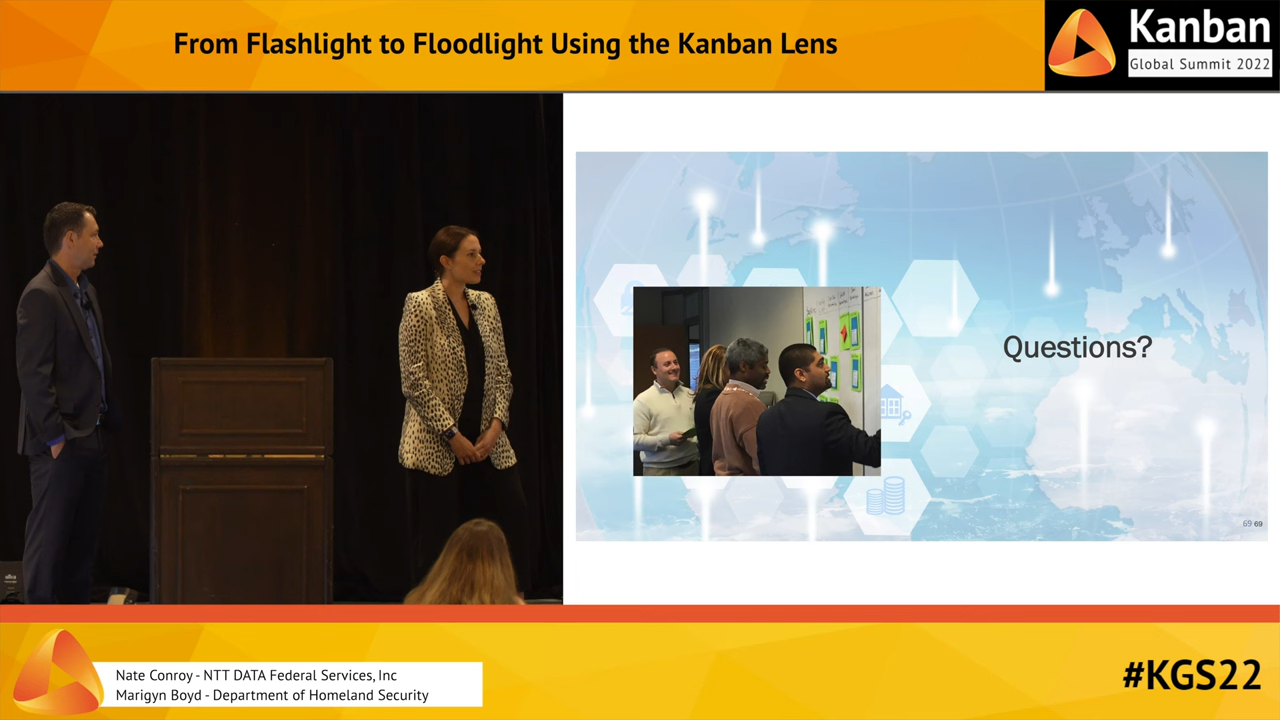 From Flashlight to Floodlight Using the Kanban Lens
Kanban
Global Summit 2022
Questions?
69 69
Nate Conroy - NTT DATA Federal Services, Inc
Marigyn Boyd - Department of Homeland Security
#KGS22